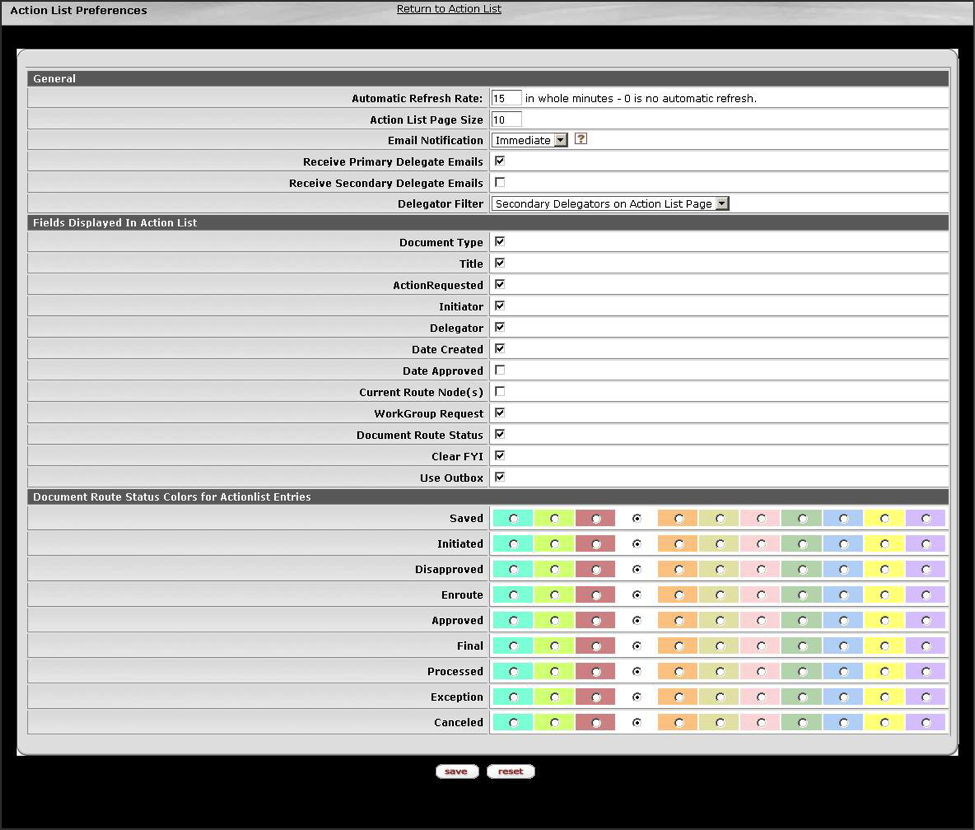 Action List Preferences Return to Action List
General
Automatic Refresh Rate: 15 in whole minutes - 0 is no automatic refresh.
Action List Page Size 10
Email Notification Immediate ?
Receive Primary Delegate Emails
Receive Secondary Delegate Emails
Delegator Filter Secondary Delegators on Action List Page
Fields Displayed In Action List
Document Type
Title
ActionRequested
Initiator
Delegator
Date Created
Date Approved
Current Route Node(s)
WorkGroup Request
Document Route Status
Clear FYI
Use Outbox
Document Route Status Colors for Actionlist Entries
Saved
Initiated
Disapproved
Enroute
Approved
Final
Processed
Exception
Canceled
save reset